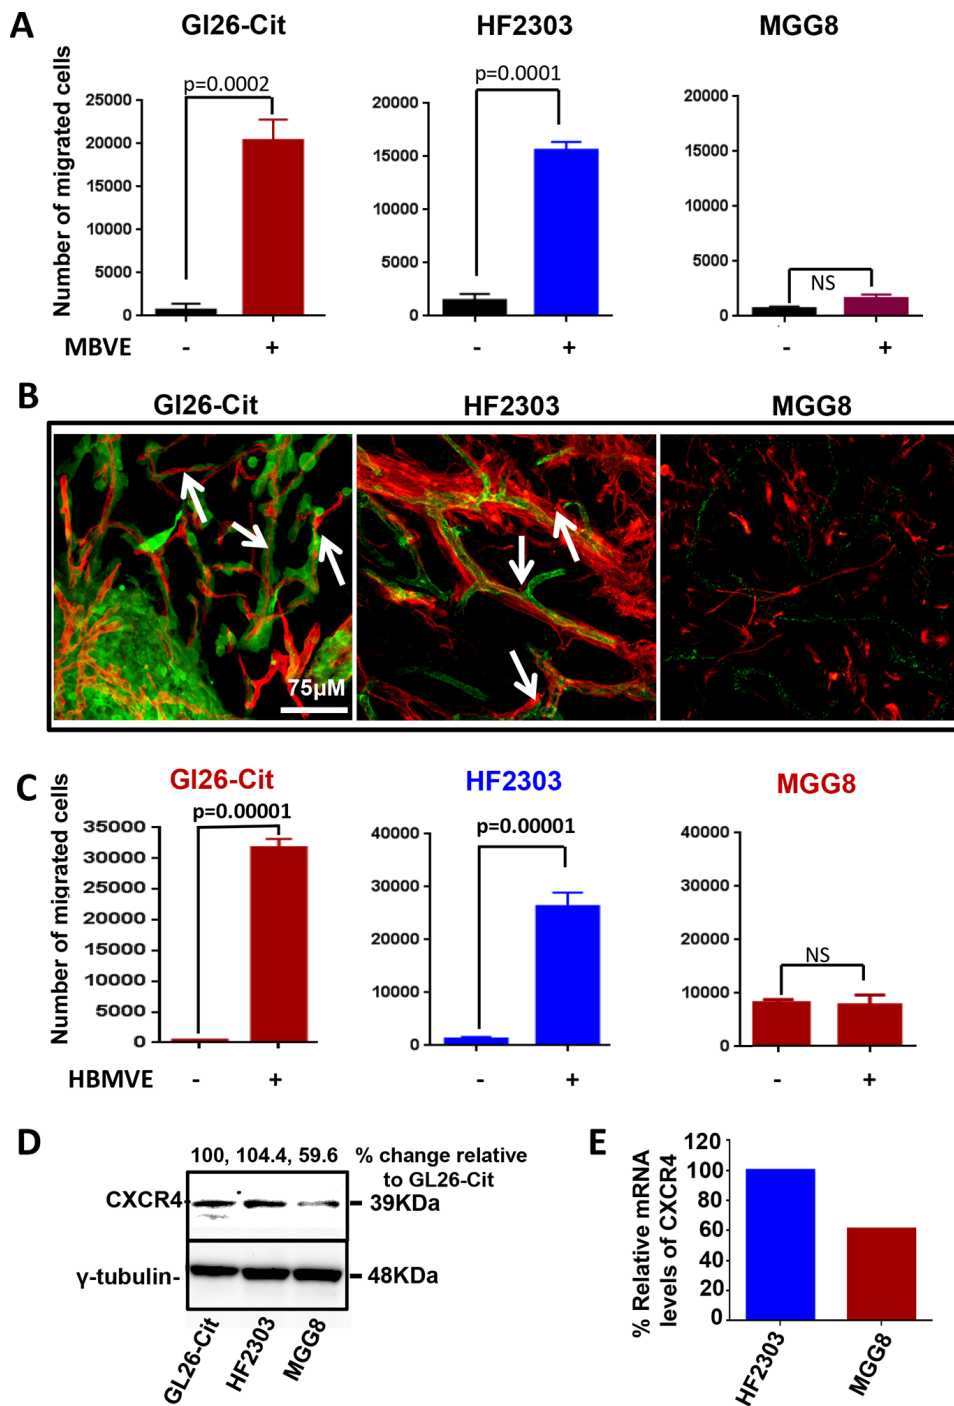 A
Gl26-Cit
HF2303
MGG8
Number of migrated cells
p=0.0002
25000
20000
15000
10000
5000
0
p=0.0001
20000
15000
10000
5000
0
20000
15000
10000
5000
0
NS
MBVE - + - + - +
B
Gl26-Cit
HF2303
MGG8
75μM
C
Gl26-Cit
HF2303
MGG8
Number of migrated cells
p=0.00001
35000
30000
25000
20000
15000
10000
5000
0
p=0.00001
40000
30000
20000
10000
0
40000
30000
20000
10000
0
NS
HBMVE - + - + - +
D
100, 104.4, 59.6 % change relative
to GL26-Cit
CXCR4-
39KDa
γ-tubulin-
48KDa
GL26-Cit
HF2303
MGG8
E
% Relative mRNA
levels of CXCR4
120
100
80
60
40
20
0
HF2303
MGG8